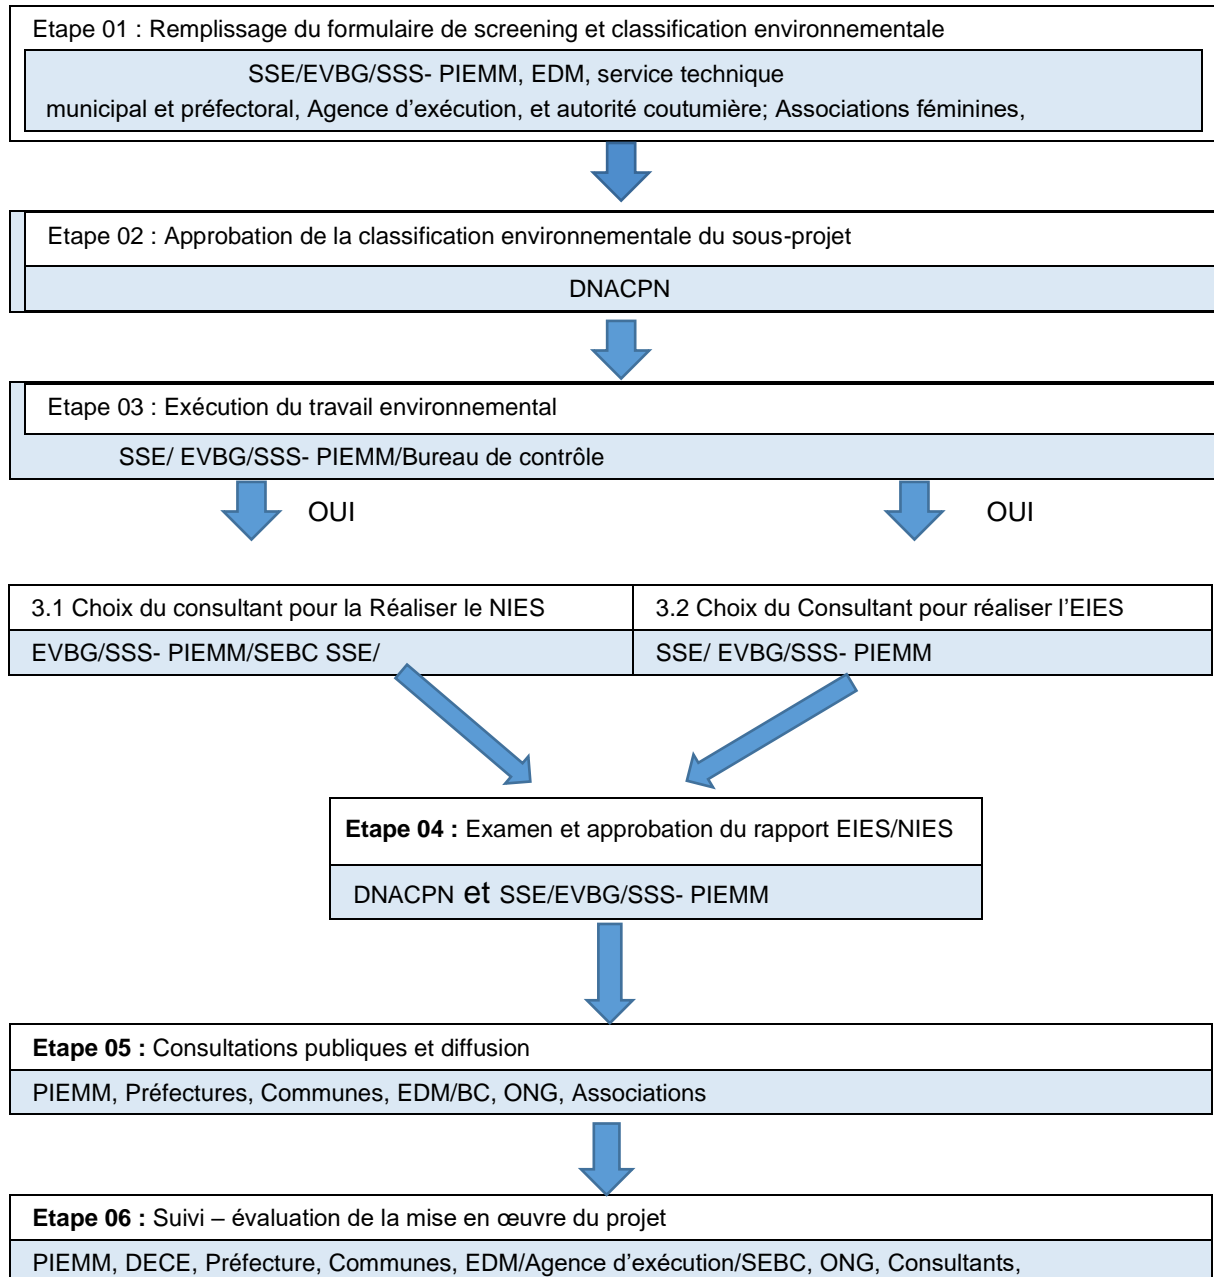 Etape 01 : Remplissage du formulaire de screening et classification environnementale
SSE/EVBG/SSS- PIEMM, EDM, service technique
municipal et préfectoral, Agence d’exécution, et autorité coutumière; Associations féminines,
Etape 02 : Approbation de la classification environnementale du sous-projet
DNACPN
Etape 03 : Exécution du travail environnemental
SSE/ EVBG/SSS- PIEMM/Bureau de contrôle
OUI
OUI
3.1 Choix du consultant pour la Réaliser le NIES
3.2 Choix du Consultant pour réaliser l’EIES
EVBG/SSS- PIEMM/SEBC SSE/
SSE/ EVBG/SSS- PIEMM
Etape 04 : Examen et approbation du rapport EIES/NIES
DNACPN et SSE/EVBG/SSS- PIEMM
Etape 05 : Consultations publiques et diffusion
PIEMM, Préfectures, Communes, EDM/BC, ONG, Associations
Etape 06 : Suivi – évaluation de la mise en œuvre du projet
PIEMM, DECE, Préfecture, Communes, EDM/Agence d’exécution/SEBC, ONG, Consultants,